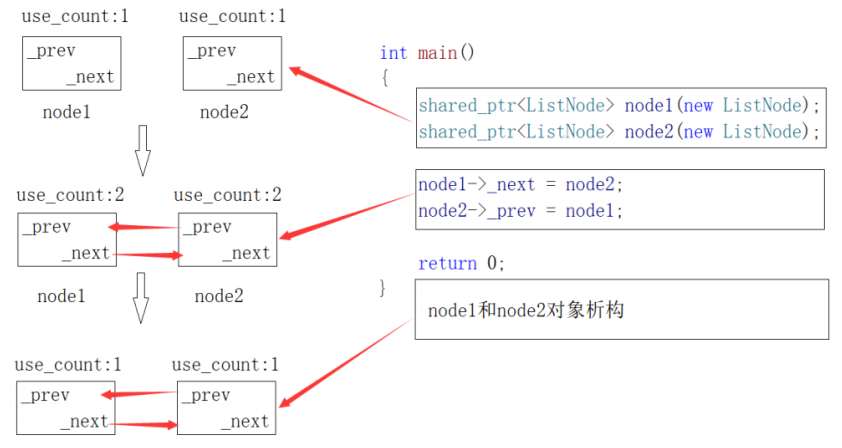 use_count:1 use_count:1
_prev _prev
_next _next
node1 node2
use_count:2 use_count:2
_prev _prev
_next _next
node1 node2
use_count:1 use_count:1
_prev _prev
_next _next
int main()
{
shared_ptr<ListNode> node1(new ListNode);
shared_ptr<ListNode> node2(new ListNode);
node1->_next = node2;
node2->_prev = node1;
return 0;
}
node1和node2对象析构